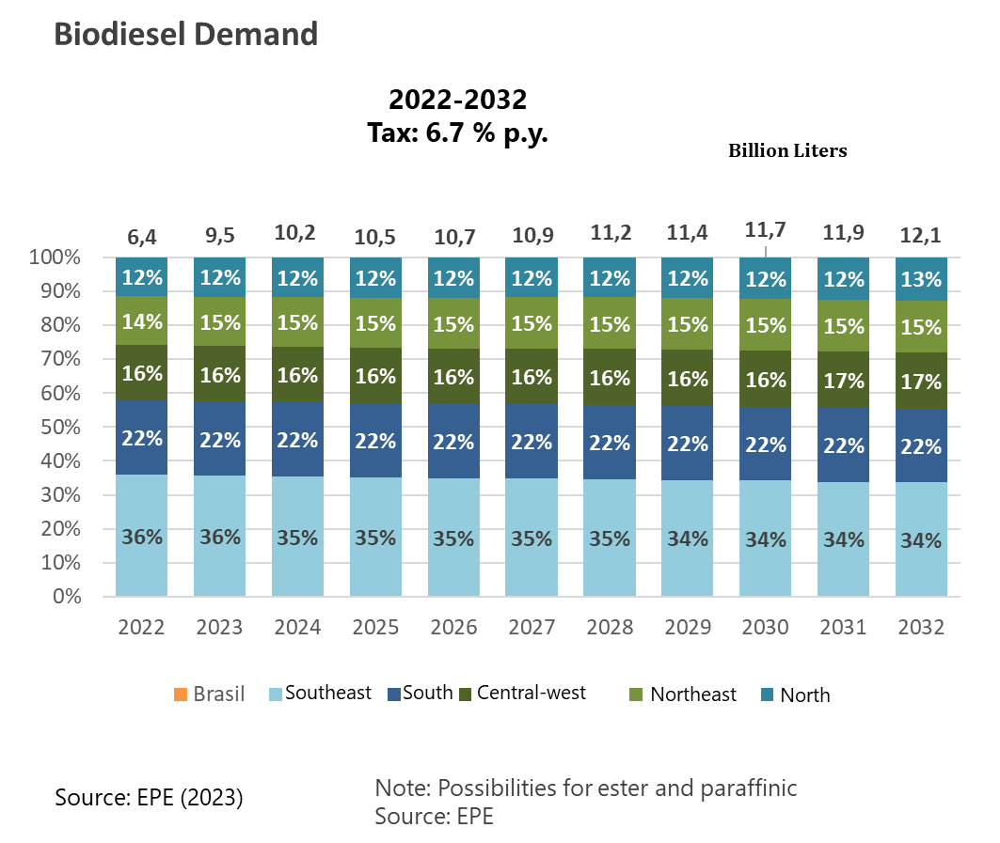 Biodiesel Demand
2022-2032
Tax: 6.7 % p.y.
Billion Liters
6,4 9,5 10,2 10,5 10,7 10,9 11,2 11,4 11,7 11,9 12,1
100%
12% 12% 12% 12% 12% 12% 12% 12% 12% 12% 13%
90%
14% 15% 15% 15% 15% 15% 15% 15% 15% 15% 15%
80%
70%
16% 16% 16% 16% 16% 16% 16% 16% 16% 17% 17%
60%
50%
22% 22% 22% 22% 22% 22% 22% 22% 22% 22% 22%
40%
30%
20%
36% 36% 35% 35% 35% 35% 35% 34% 34% 34% 34%
10%
0%
2022 2023 2024 2025 2026 2027 2028 2029 2030 2031 2032
Brasil Southeast South Central-west Northeast North
Source: EPE (2023)
Note: Possibilities for ester and paraffinic
Source: EPE